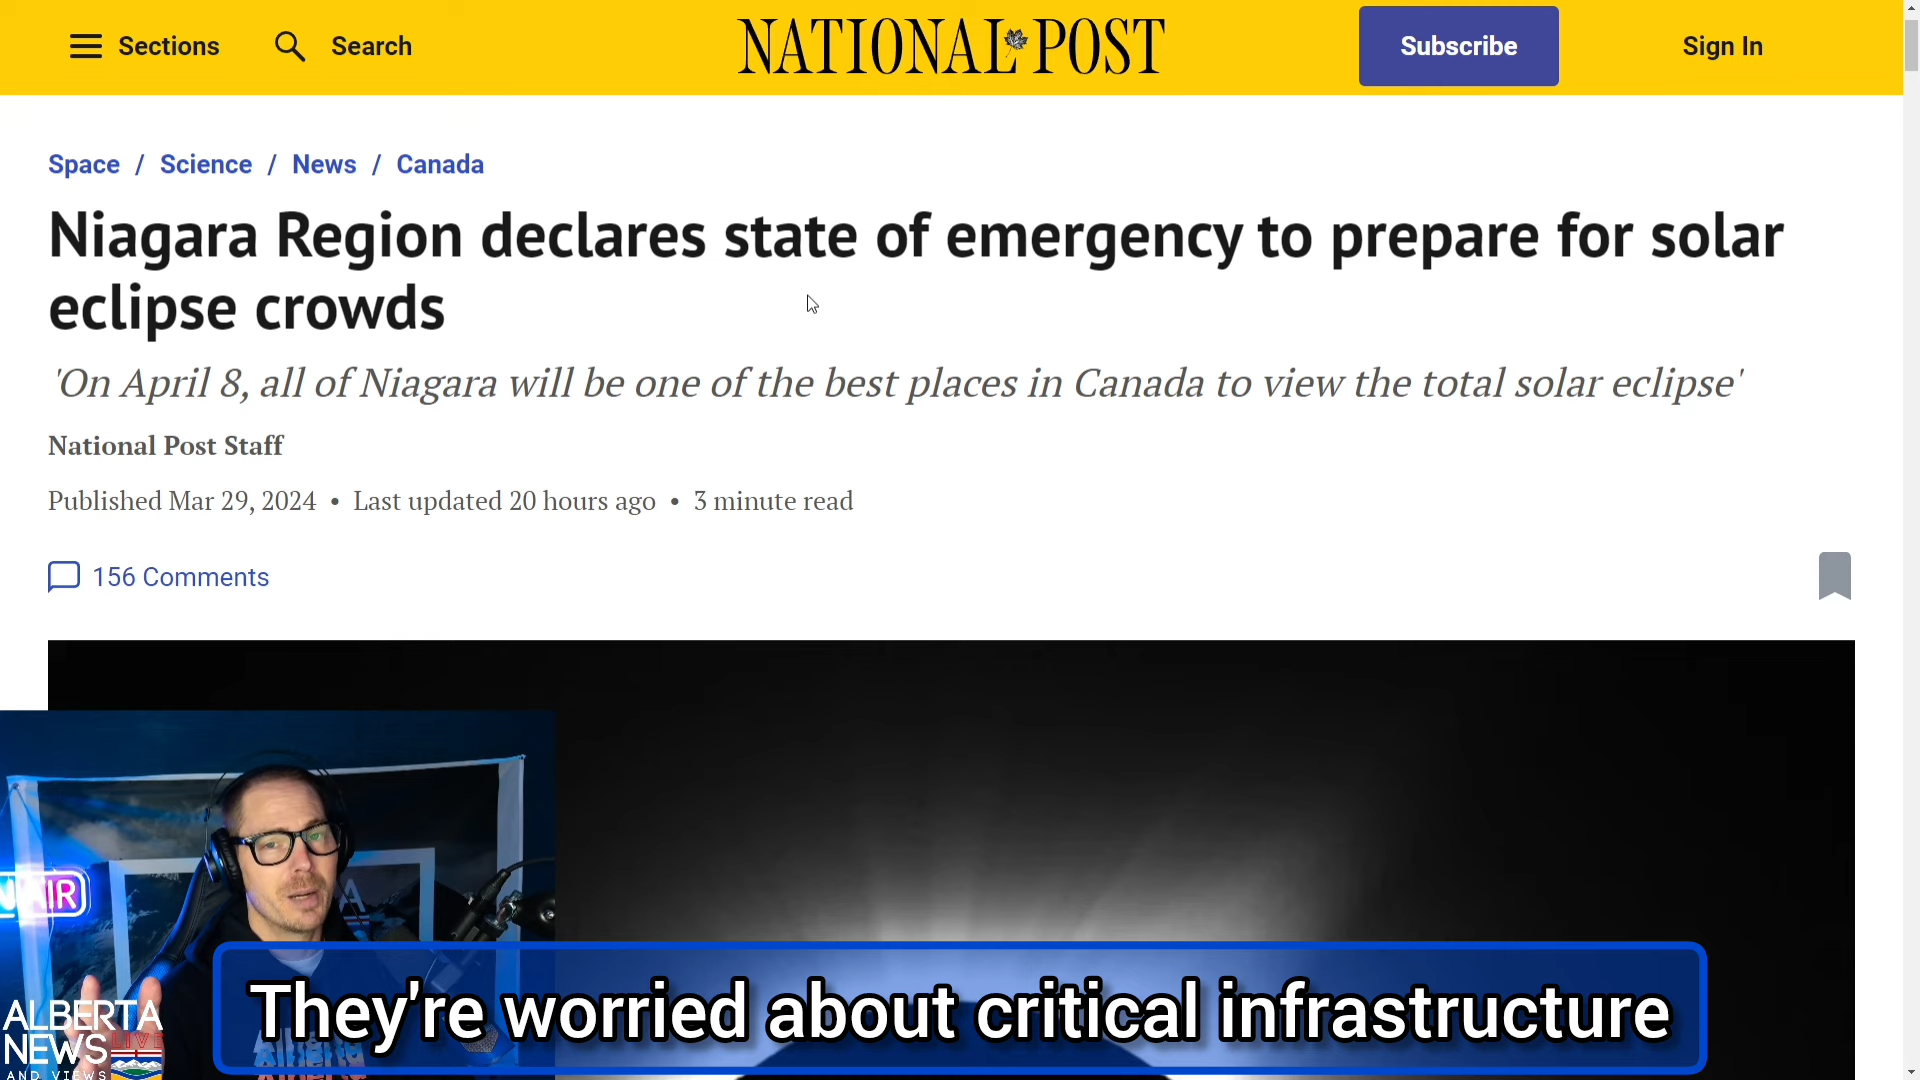 Sections
Search
NATIONAL POST
Subscribe
Sign In
Space / Science / News / Canada
Niagara Region declares state of emergency to prepare for solar
eclipse crowds
'On April 8, all of Niagara will be one of the best places in Canada to view the total solar eclipse'
National Post Staff
Published Mar 29, 2024 • Last updated 20 hours ago • 3 minute read
156 Comments
AIR
They're worried about critical infrastructure
ALBERTA
NEWS LIVE
AND VIEWS